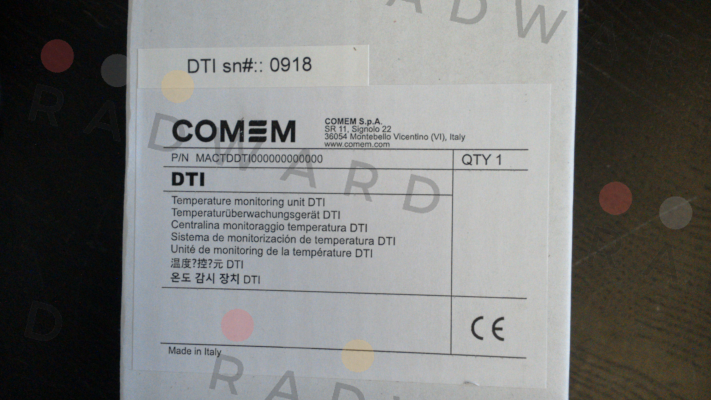 DTI sn#:: 0918
COMEM
COMEM S.p.A.
SR 11, Signolo 22
36054 Montebello Vicentino (VI), Italy
www.comem.com
P/N MACTDDTI000000000000
QTY 1
DTI
Temperature monitoring unit DTI
Temperaturüberwachungsgerät DTI
Centralina monitoraggio temperatura DTI
Sistema de monitorización de temperatura DTI
Unité de monitoring de la température DTI
温度?控?元 DTI
온도 감시 장치 DTI
CE
Made in Italy
RADWARD